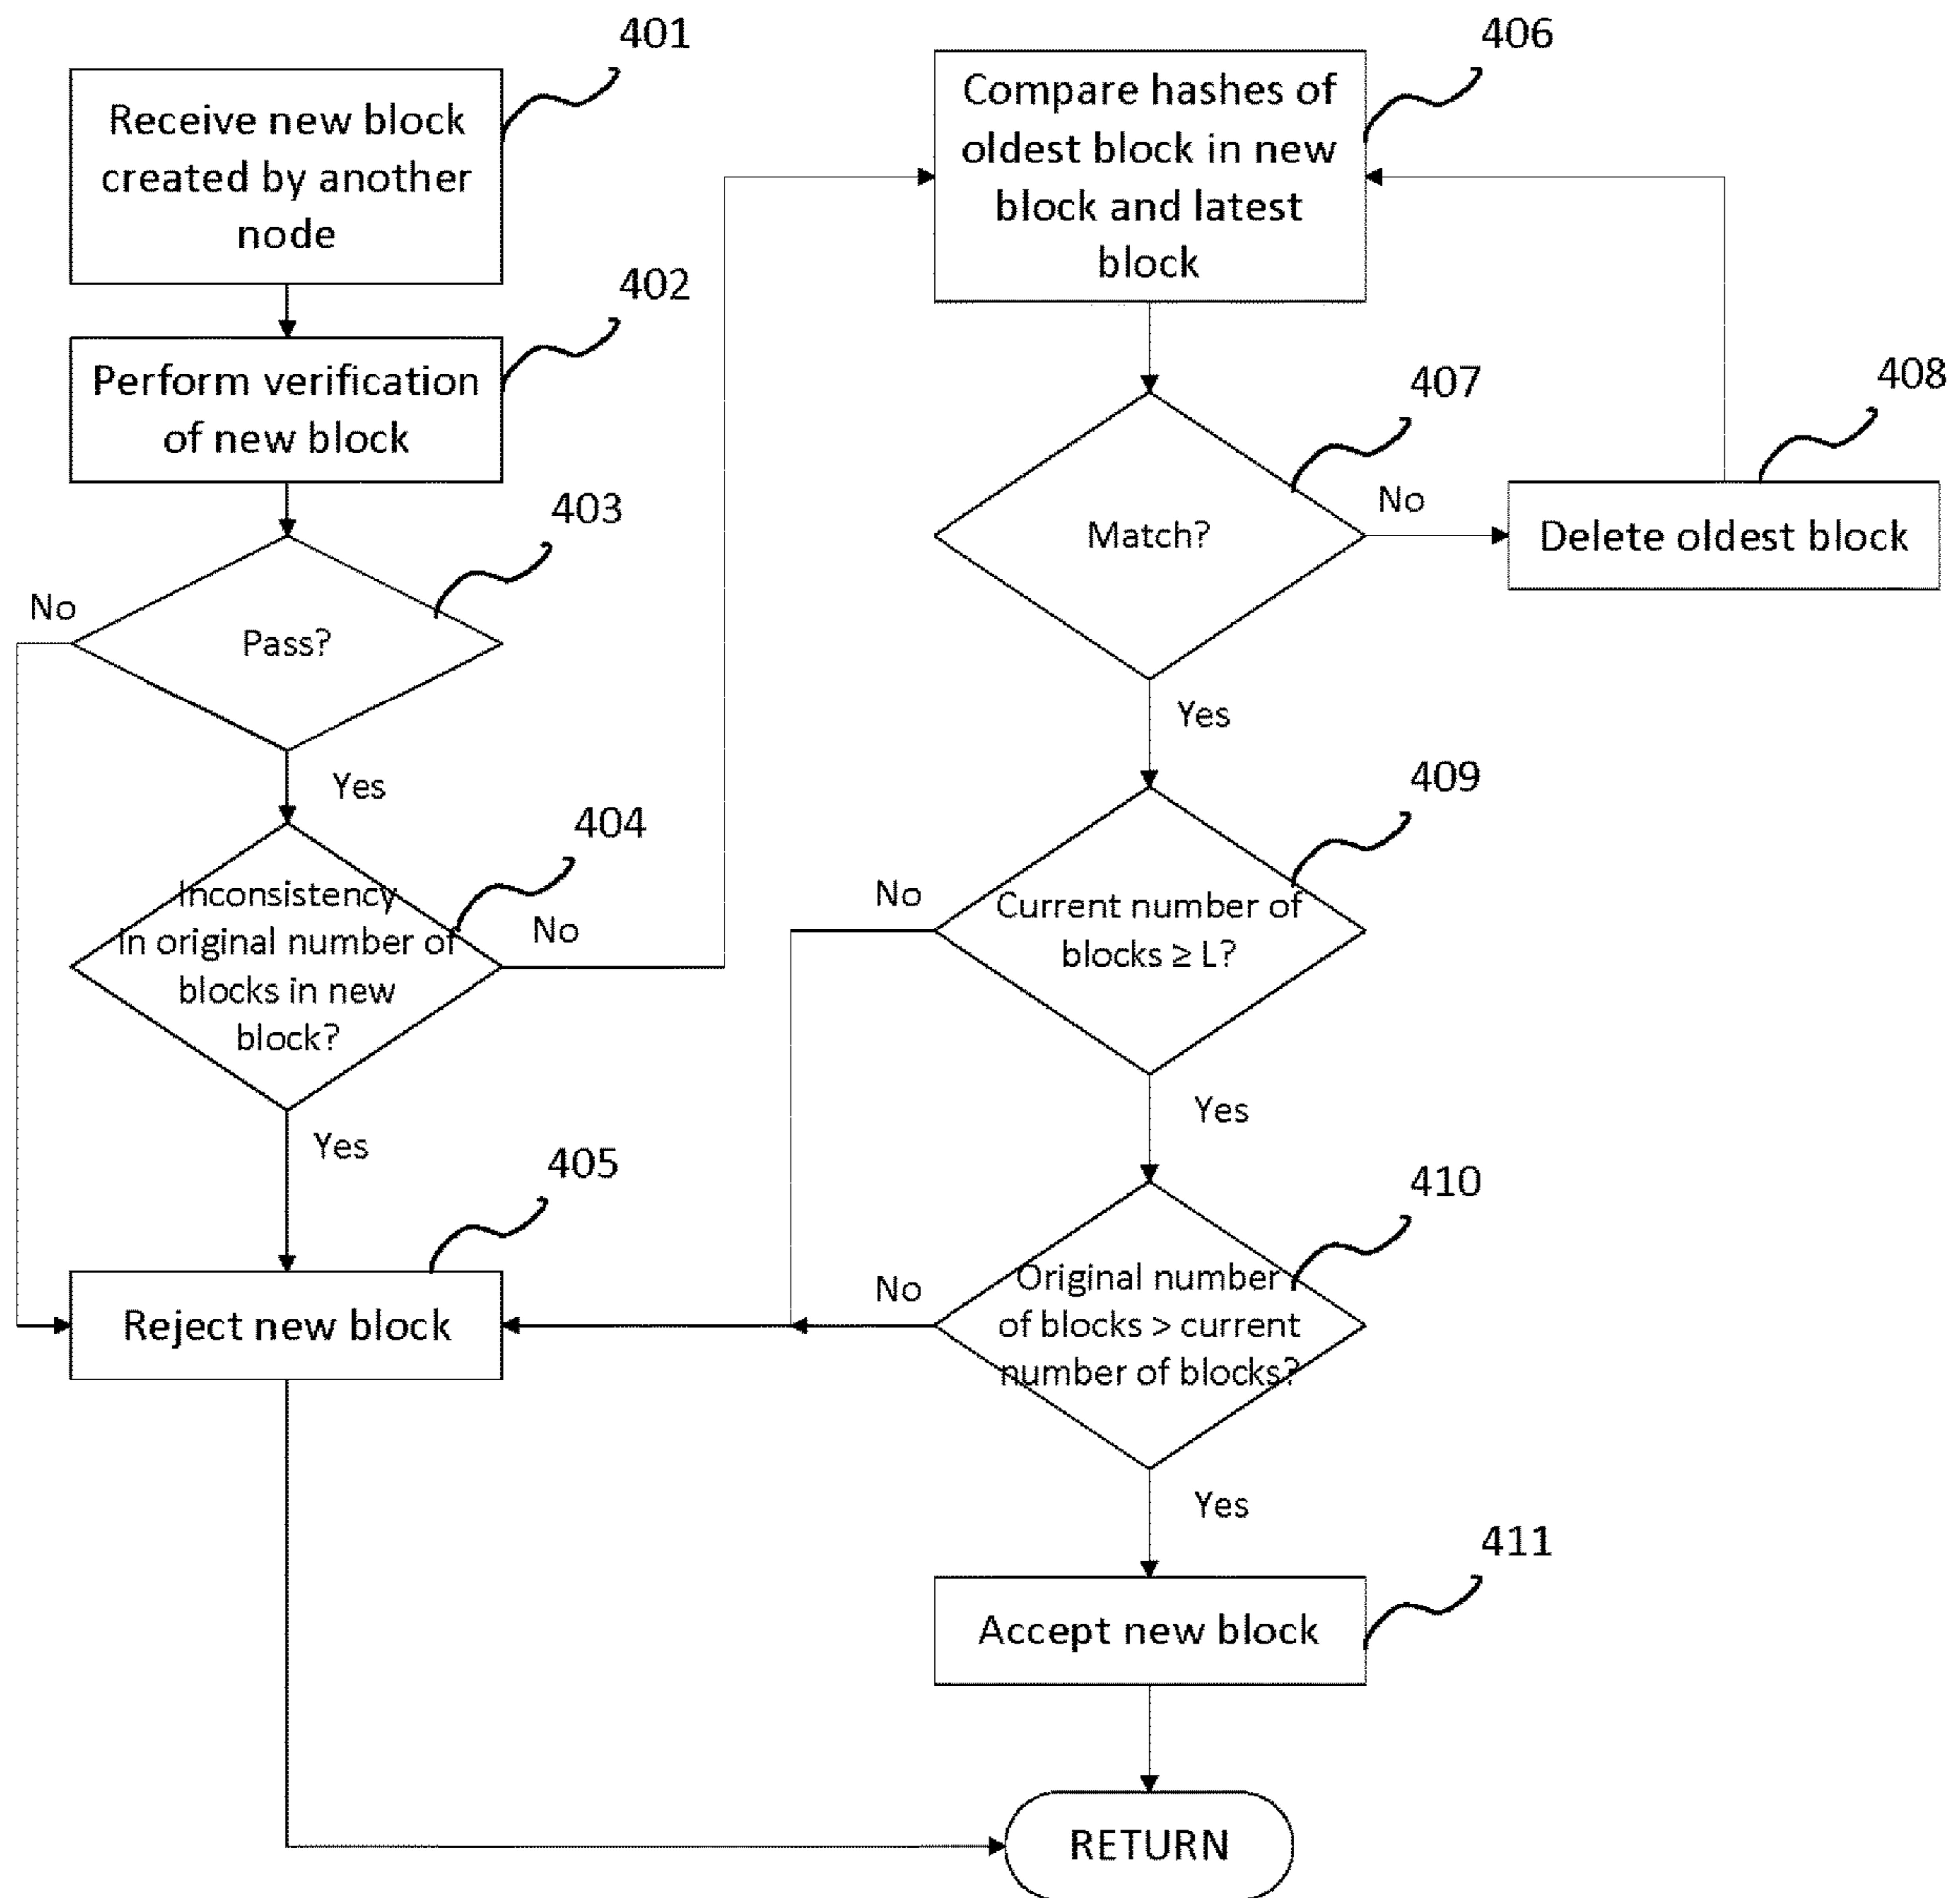 401
Receive new block
created by another
node
402
Perform verification
of new block
403
No
Pass?
Yes
404
Inconsistency
in original number of
blocks in new
block?
No
Yes
405
Reject new block
406
Compare hashes of
oldest block in new
block and latest
block
407
Match?
No
408
Delete oldest block
Yes
409
No
Current number of
blocks ≥ L?
Yes
410
No
Original number
of blocks > current
number of blocks?
Yes
411
Accept new block
RETURN